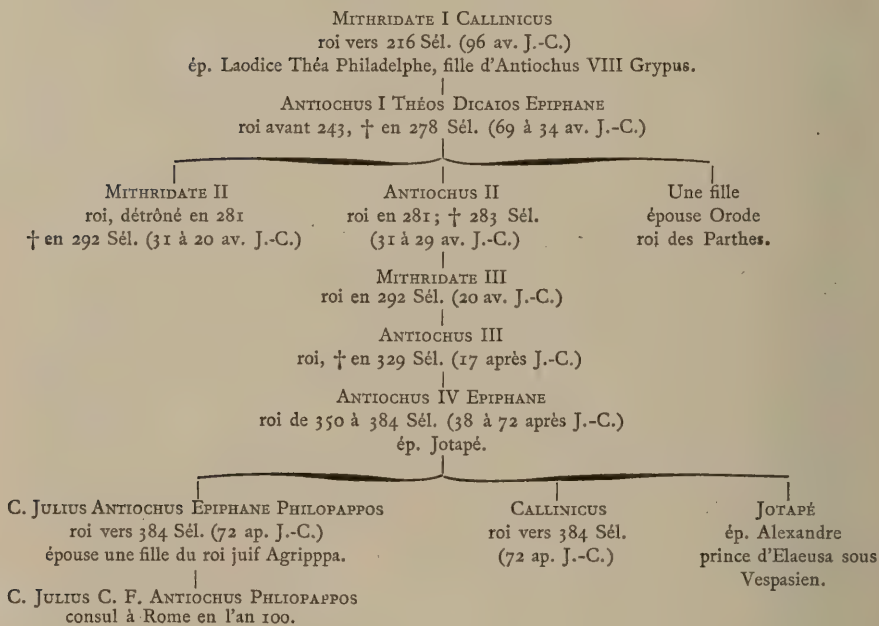 MITHRIDATE I CALLINICUS
roi vers 216 Sél. (96 av. J.-C.)
ép. Laodice Théa Philadelphe, fille d'Antiochus VIII Grypus.
ANTIOCHUS I THÉOS DICAIOS EPIPHANE
roi avant 243, † en 278 Sél. (69 à 34 av. J.-C.)
MITHRIDATE II
roi, détrôné en 281
† en 292 Sél. (31 à 20 av. J.-C.)
ANTIOCHUS II
roi en 281; † 283 Sél.
(31 à 29 av. J.-C.)
Une fille
épouse Orode
roi des Parthes.
MITHRIDATE III
roi en 292 Sél. (20 av. J.-C.)
ANTIOCHUS III
roi, † en 329 Sél. (17 après J.-C.)
ANTIOCHUS IV EPIPHANE
roi de 350 à 384 Sél. (38 à 72 après J.-C.)
ép. Jotapé.
C. JULIUS ANTIOCHUS EPIPHANE PHILOPAPPOS
roi vers 384 Sél. (72 ap. J.-C.)
épouse une fille du roi juif Agripppa.
CALLINICUS
roi vers 384 Sél.
(72 ap. J.-C.)
JOTAPÉ
ép. Alexandre
prince d'Elaeusa sous
Vespasien.
C. JULIUS C. F. ANTIOCHUS PHLIOPAPPOS
consul à Rome en l'an 100.